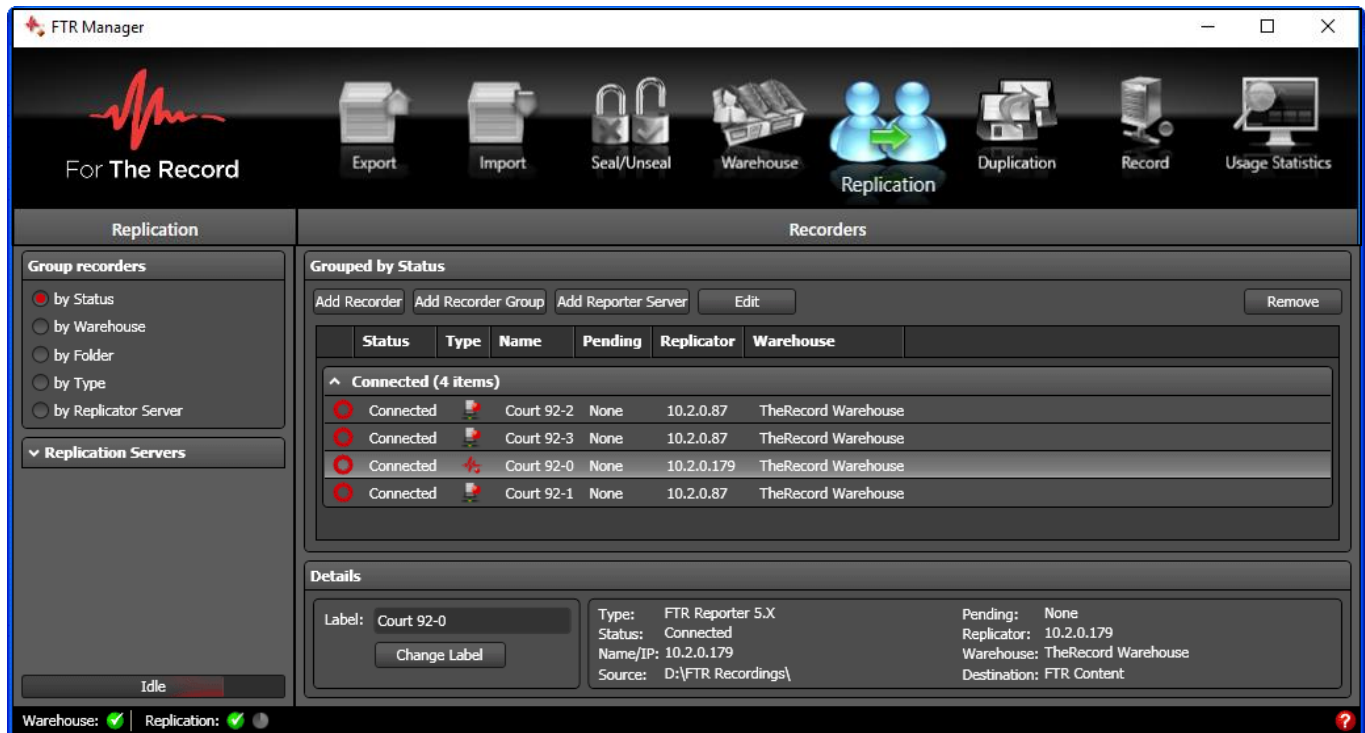 FTR Manager
For The Record
Export Import Seal/Unseal Warehouse Replication Duplication Record Usage Statistics
Replication Recorders
Group recorders
by Status
by Warehouse
by Folder
by Type
by Replicator Server
Replication Servers
Idle
Grouped by Status
Add Recorder Add Recorder Group Add Reporter Server Edit Remove
Status Type Name Pending Replicator Warehouse
Connected (4 items)
Connected Court 92-2 None 10.2.0.87 TheRecord Warehouse
Connected Court 92-3 None 10.2.0.87 TheRecord Warehouse
Connected Court 92-0 None 10.2.0.179 TheRecord Warehouse
Connected Court 92-1 None 10.2.0.87 TheRecord Warehouse
Details
Label: Court 92-0
Change Label
Type: FTR Reporter 5.X
Status: Connected
Name/IP: 10.2.0.179
Source: D:\FTR Recordings\
Pending: None
Replicator: 10.2.0.179
Warehouse: TheRecord Warehouse
Destination: FTR Content
Warehouse: Replication: ?